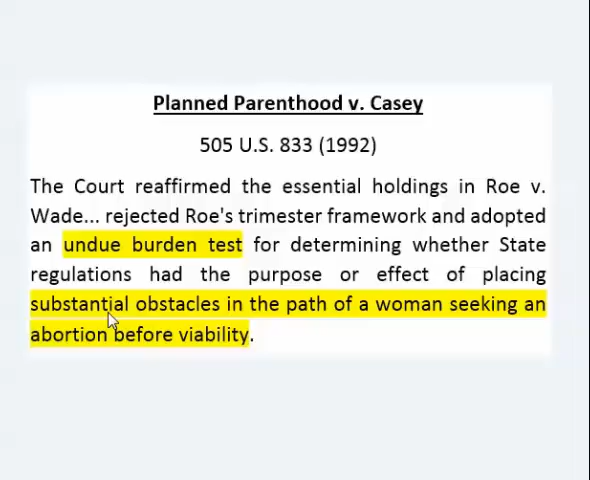 Planned Parenthood v. Casey
505 U.S. 833 (1992)
The Court reaffirmed the essential holdings in Roe v.
Wade... rejected Roe's trimester framework and adopted
an undue burden test for determining whether State
regulations had the purpose or effect of placing
substantial obstacles in the path of a woman seeking an
abortion before viability.